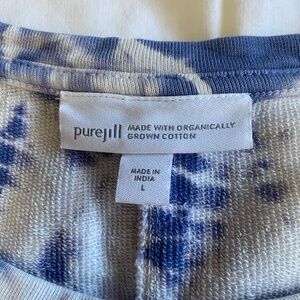 purejill MADE WITH ORGANICALLY
GROWN COTTON
MADE IN
INDIA
L